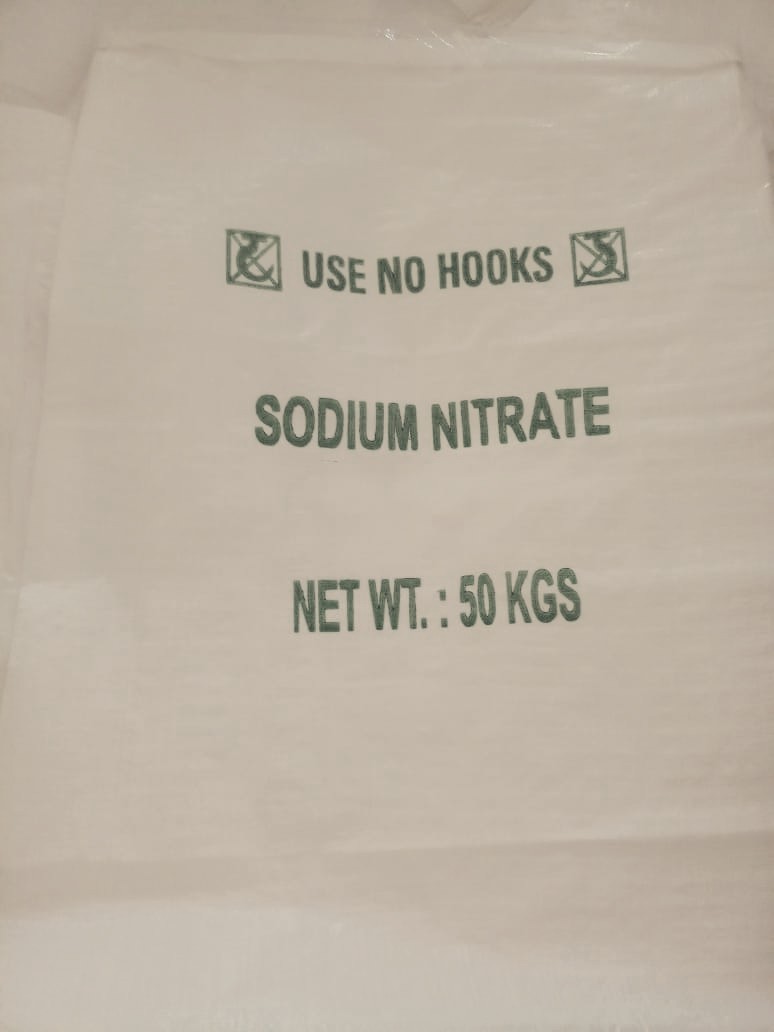 USE NO HOOKS
SODIUM NITRATE
NET WT. : 50 KGS